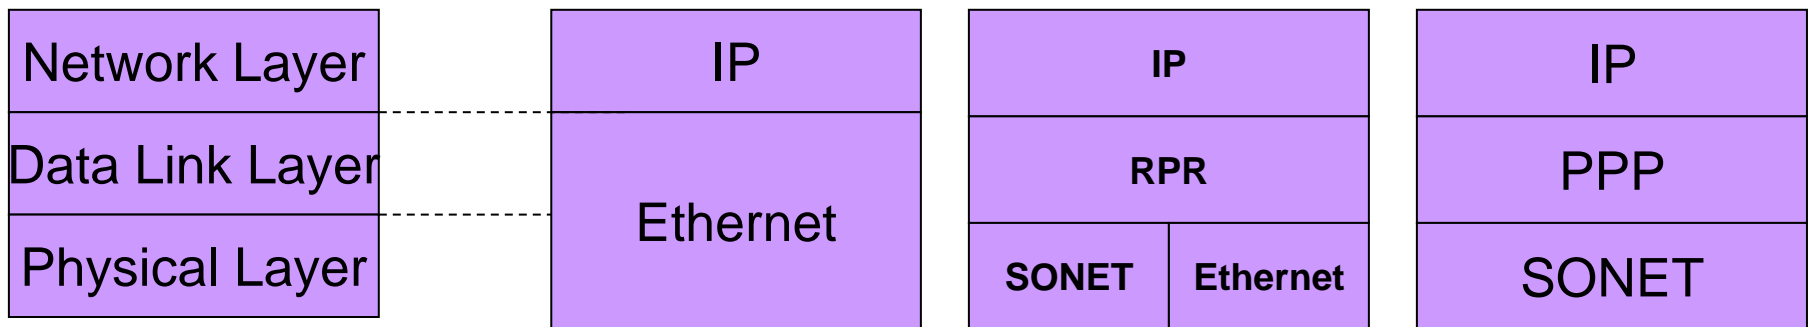 Network Layer
Data Link Layer
Physical Layer
IP
Ethernet
IP
RPR
SONET
Ethernet
IP
PPP
SONET